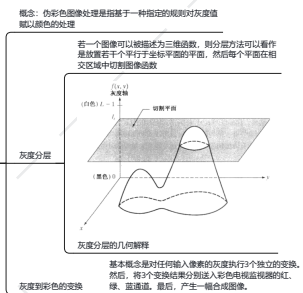 概念：伪彩色图像处理是指基于一种指定的规则对灰度值
赋以颜色的处理
若一个图像可以被描述为三维函数，则分层方法可以看作
是放置若干个平行于坐标平面的平面，然后每个平面在相
交区域中切割图像函数
f(x, y)
灰度轴
(白色) L - 1
切割平面
l_i
灰度分层
(黑色) 0
y
x
灰度分层的几何解释
基本概念是对任何输入像素的灰度执行3个独立的变换。
然后，将3个变换结果分别送入彩色电视监视器的红、
灰度到彩色的变换
绿、蓝通道。最后，产生一幅合成图像。